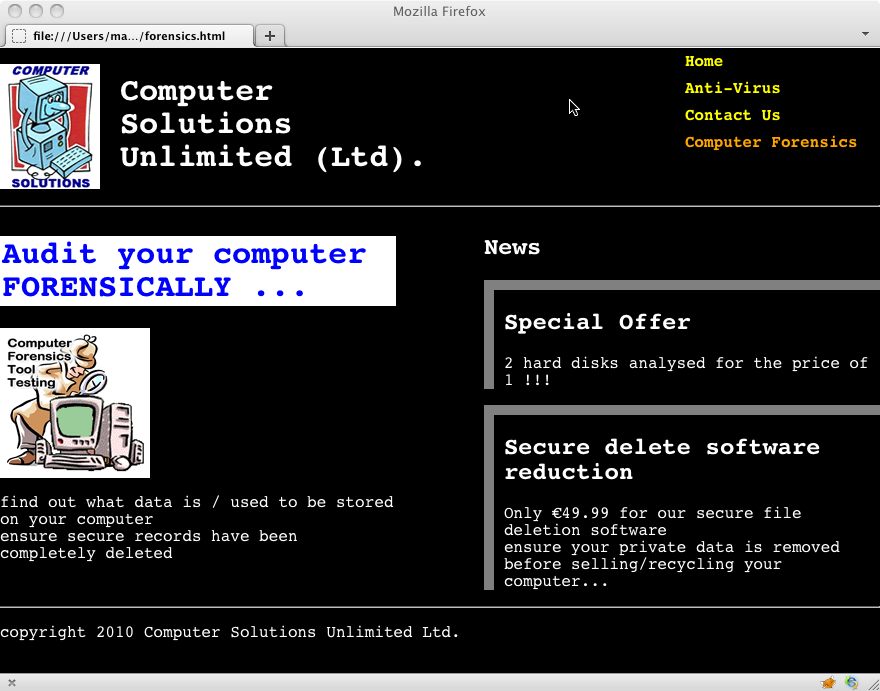 Mozilla Firefox
file:///Users/ma.../forensics.html
+
COMPUTER
SOLUTIONS
Computer
Solutions
Unlimited (Ltd).
Home
Anti-Virus
Contact Us
Computer Forensics
Audit your computer
FORENSICALLY ...
Computer
Forensics
Tool
Testing
find out what data is / used to be stored
on your computer
ensure secure records have been
completely deleted
News
Special Offer
2 hard disks analysed for the price of
1 !!!
Secure delete software
reduction
Only €49.99 for our secure file
deletion software
ensure your private data is removed
before selling/recycling your
computer...
copyright 2010 Computer Solutions Unlimited Ltd.